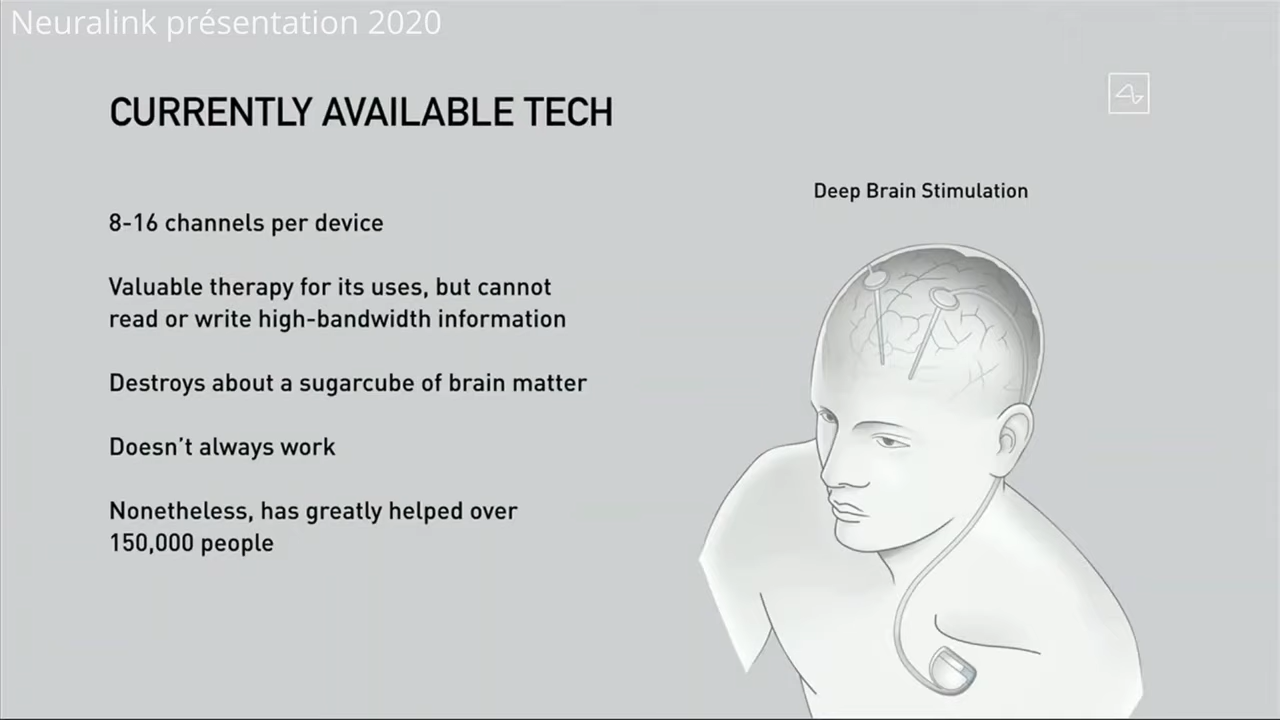 Neuralink présentation 2020
CURRENTLY AVAILABLE TECH
8-16 channels per device
Valuable therapy for its uses, but cannot
read or write high-bandwidth information
Destroys about a sugarcube of brain matter
Doesn't always work
Nonetheless, has greatly helped over
150,000 people
Deep Brain Stimulation